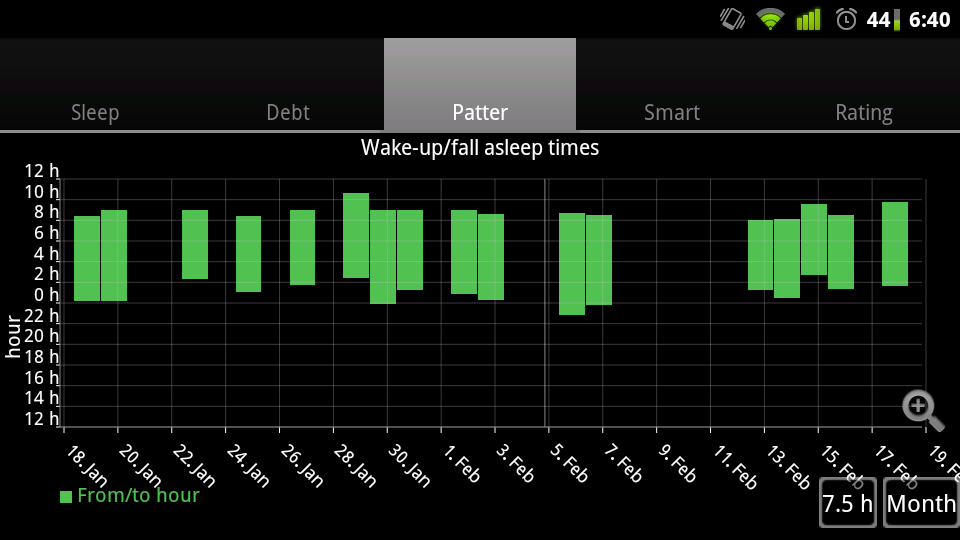 44 6:40
Sleep Debt Patter Smart Rating
Wake-up/fall asleep times
12 h
10 h
8 h
6 h
4 h
2 h
0 h
22 h
20 h
18 h
16 h
14 h
12 h
hour
18. Jan 20. Jan 22. Jan 24. Jan 26. Jan 28. Jan 30. Jan 1. Feb 3. Feb 5. Feb 7. Feb 9. Feb 11. Feb 13. Feb 15. Feb 17. Feb 19. Fe
From/to hour
7.5 h Month